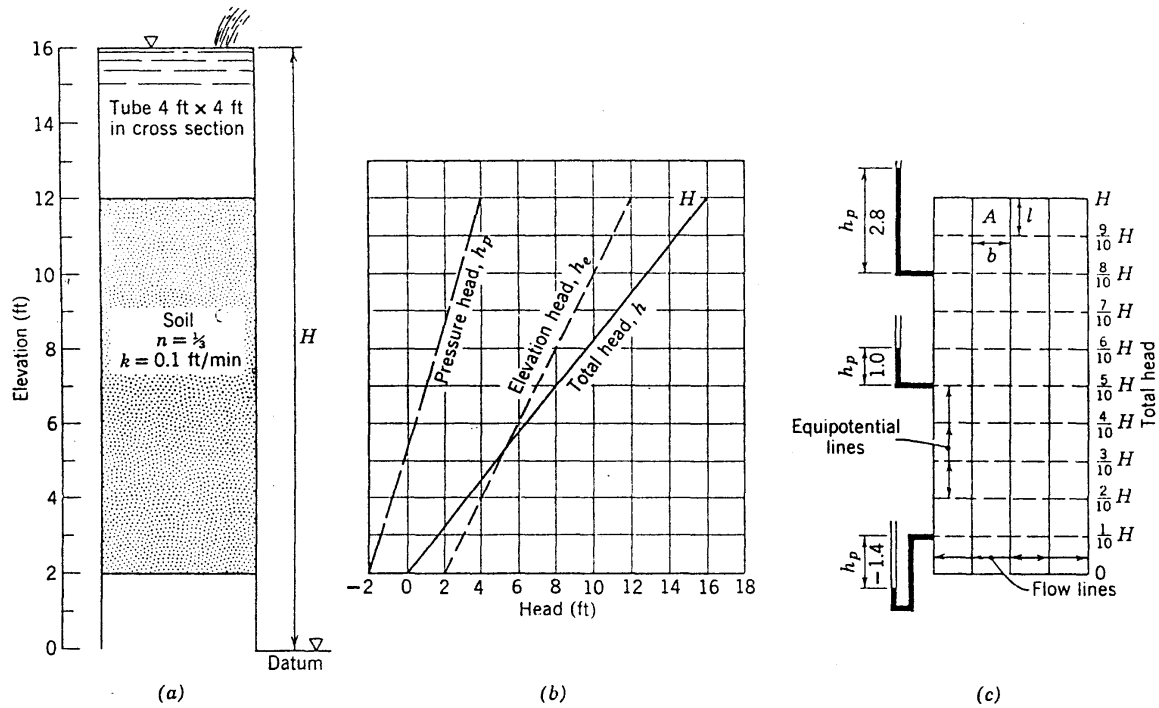 16
14
12
10
8
6
4
2
0
Elevation (ft)
Tube 4 ft × 4 ft
in cross section
Soil
n = ⅓
k = 0.1 ft/min
H
Datum
(a)
H
Pressure head, hp
Elevation head, he
Total head, h
−2 0 2 4 6 8 10 12 14 16 18
Head (ft)
(b)
hp
2.8
hp
1.0
hp
−1.4
A
l
b
Equipotential
lines
Flow lines
H
9/10 H
8/10 H
7/10 H
6/10 H
5/10 H
4/10 H
3/10 H
2/10 H
1/10 H
0
Total head
(c)